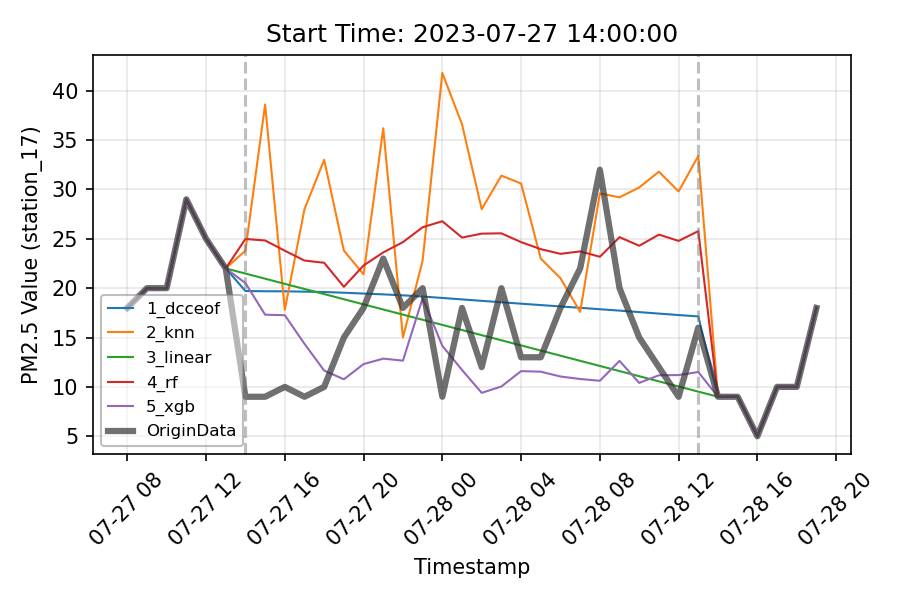 Start Time: 2023-07-27 14:00:00
PM2.5 Value (station_17)
40
35
30
25
20
15
10
5
1_dcceof
2_knn
3_linear
4_rf
5_xgb
OriginData
07-27 08
07-27 12
07-27 16
07-27 20
07-28 00
07-28 04
07-28 08
07-28 12
07-28 16
07-28 20
Timestamp